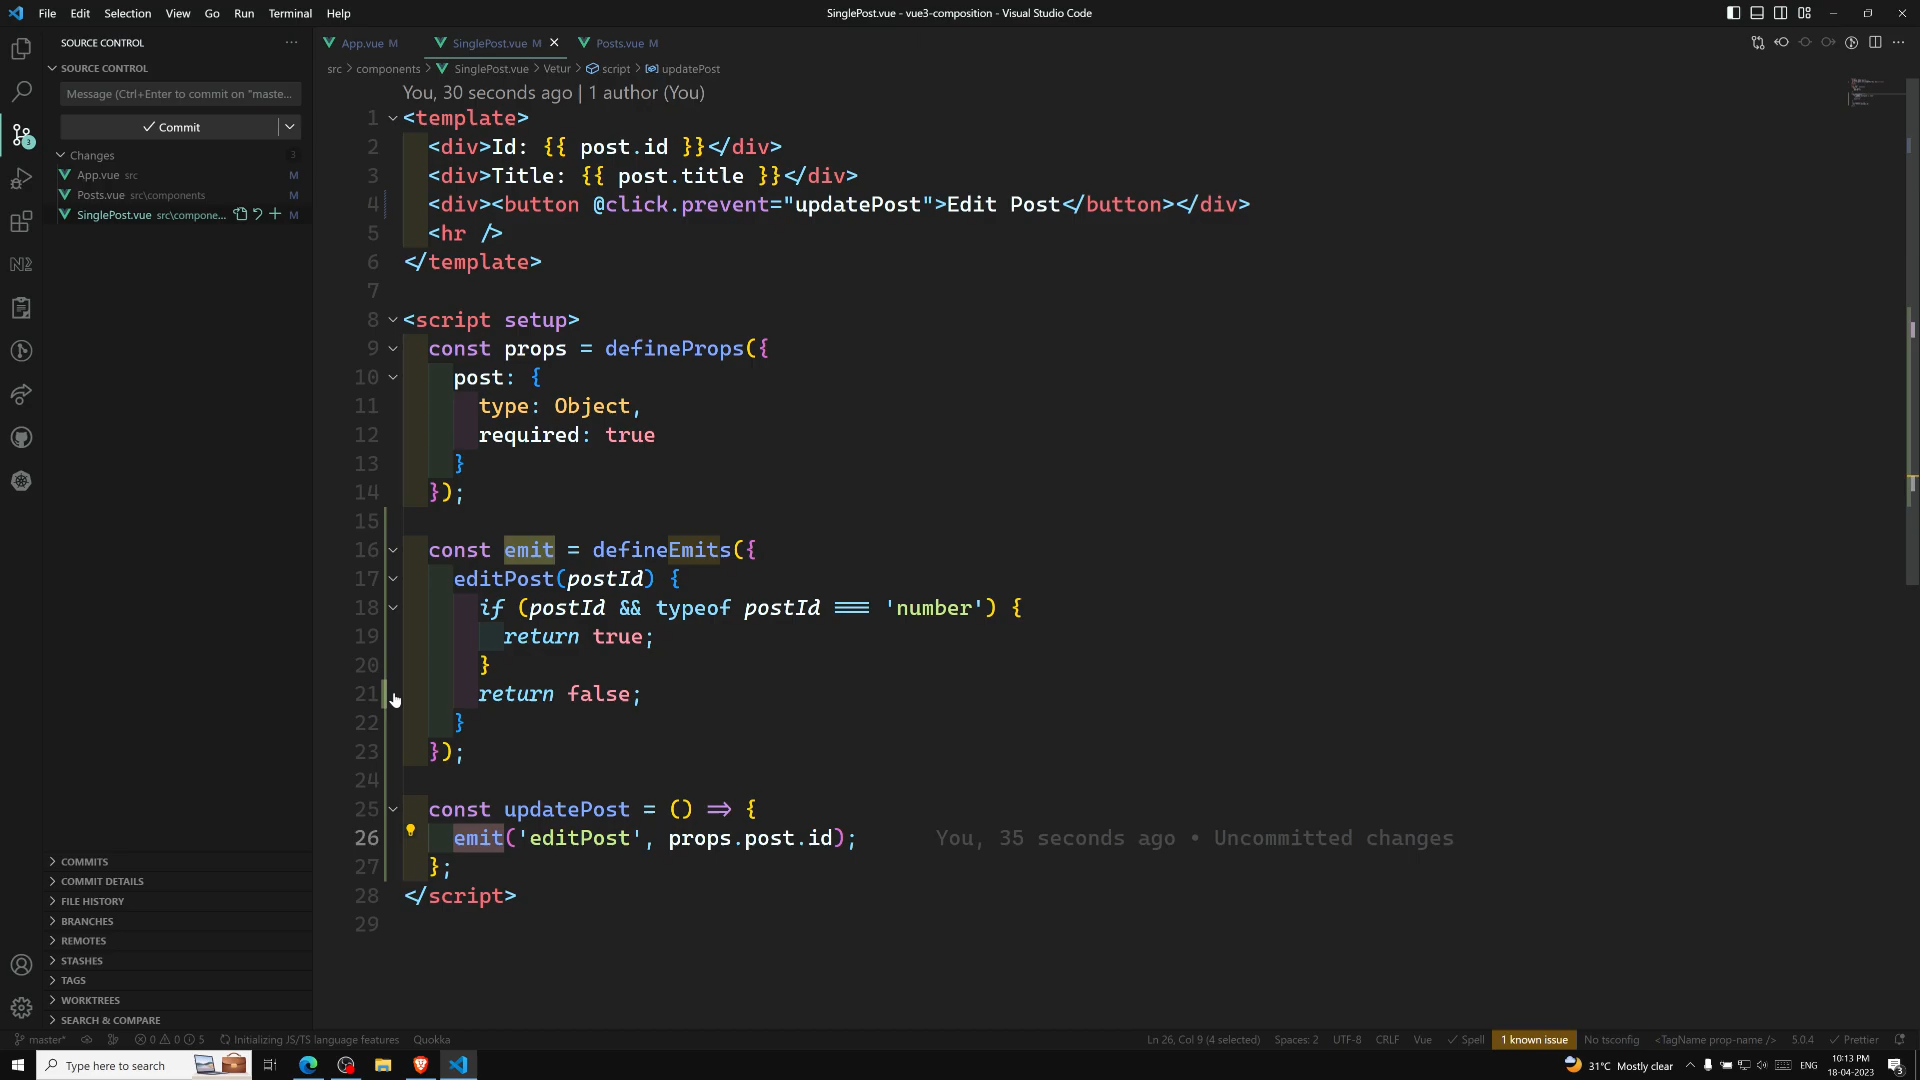 File Edit Selection View Go Run Terminal Help
SinglePost.vue - vue3-composition - Visual Studio Code
SOURCE CONTROL
SOURCE CONTROL
Message (Ctrl+Enter to commit on "maste...
Commit
Changes 3
App.vue src M
Posts.vue src\components M
SinglePost.vue src\compone... M
COMMITS
COMMIT DETAILS
FILE HISTORY
BRANCHES
REMOTES
STASHES
TAGS
WORKTREES
SEARCH & COMPARE
App.vue M SinglePost.vue M Posts.vue M
src > components > SinglePost.vue > Vetur > script > updatePost
You, 30 seconds ago | 1 author (You)
1 <template>
2 <div>Id: {{ post.id }}</div>
3 <div>Title: {{ post.title }}</div>
4 <div><button @click.prevent="updatePost">Edit Post</button></div>
5 <hr />
6 </template>
7
8 <script setup>
9 const props = defineProps({
10 post: {
11 type: Object,
12 required: true
13 }
14 });
15
16 const emit = defineEmits({
17 editPost(postId) {
18 if (postId && typeof postId === 'number') {
19 return true;
20 }
21 return false;
22 }
23 });
24
25 const updatePost = () => {
26 emit('editPost', props.post.id); You, 35 seconds ago • Uncommitted changes
27 };
28 </script>
29
master* 0 0 5 Initializing JS/TS language features Quokka
Ln 26, Col 9 (4 selected) Spaces: 2 UTF-8 CRLF Vue Spell 1 known issue No tsconfig <TagName prop-name /> 5.0.4 Prettier
Type here to search
31°C Mostly clear ENG
10:13 PM
18-04-2023
3